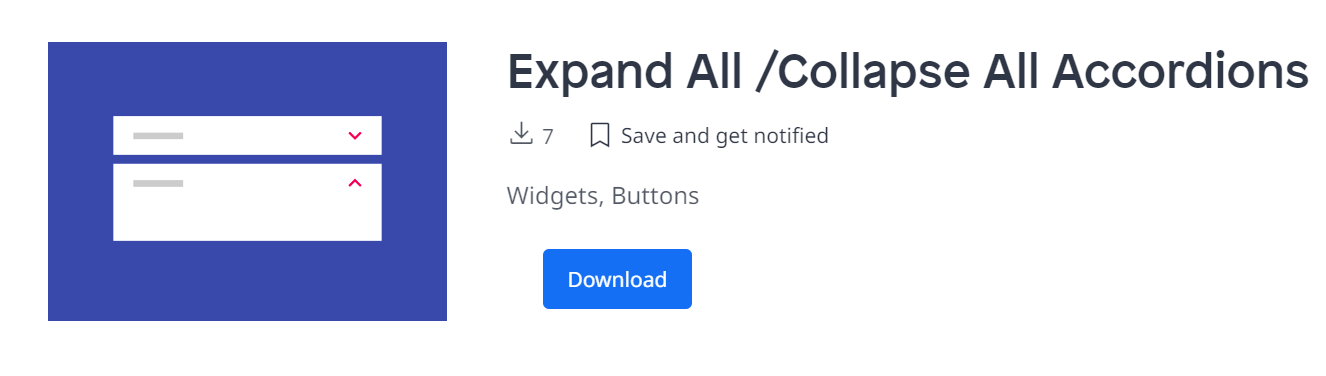 Expand All /Collapse All Accordions
7
Save and get notified
Widgets, Buttons
Download